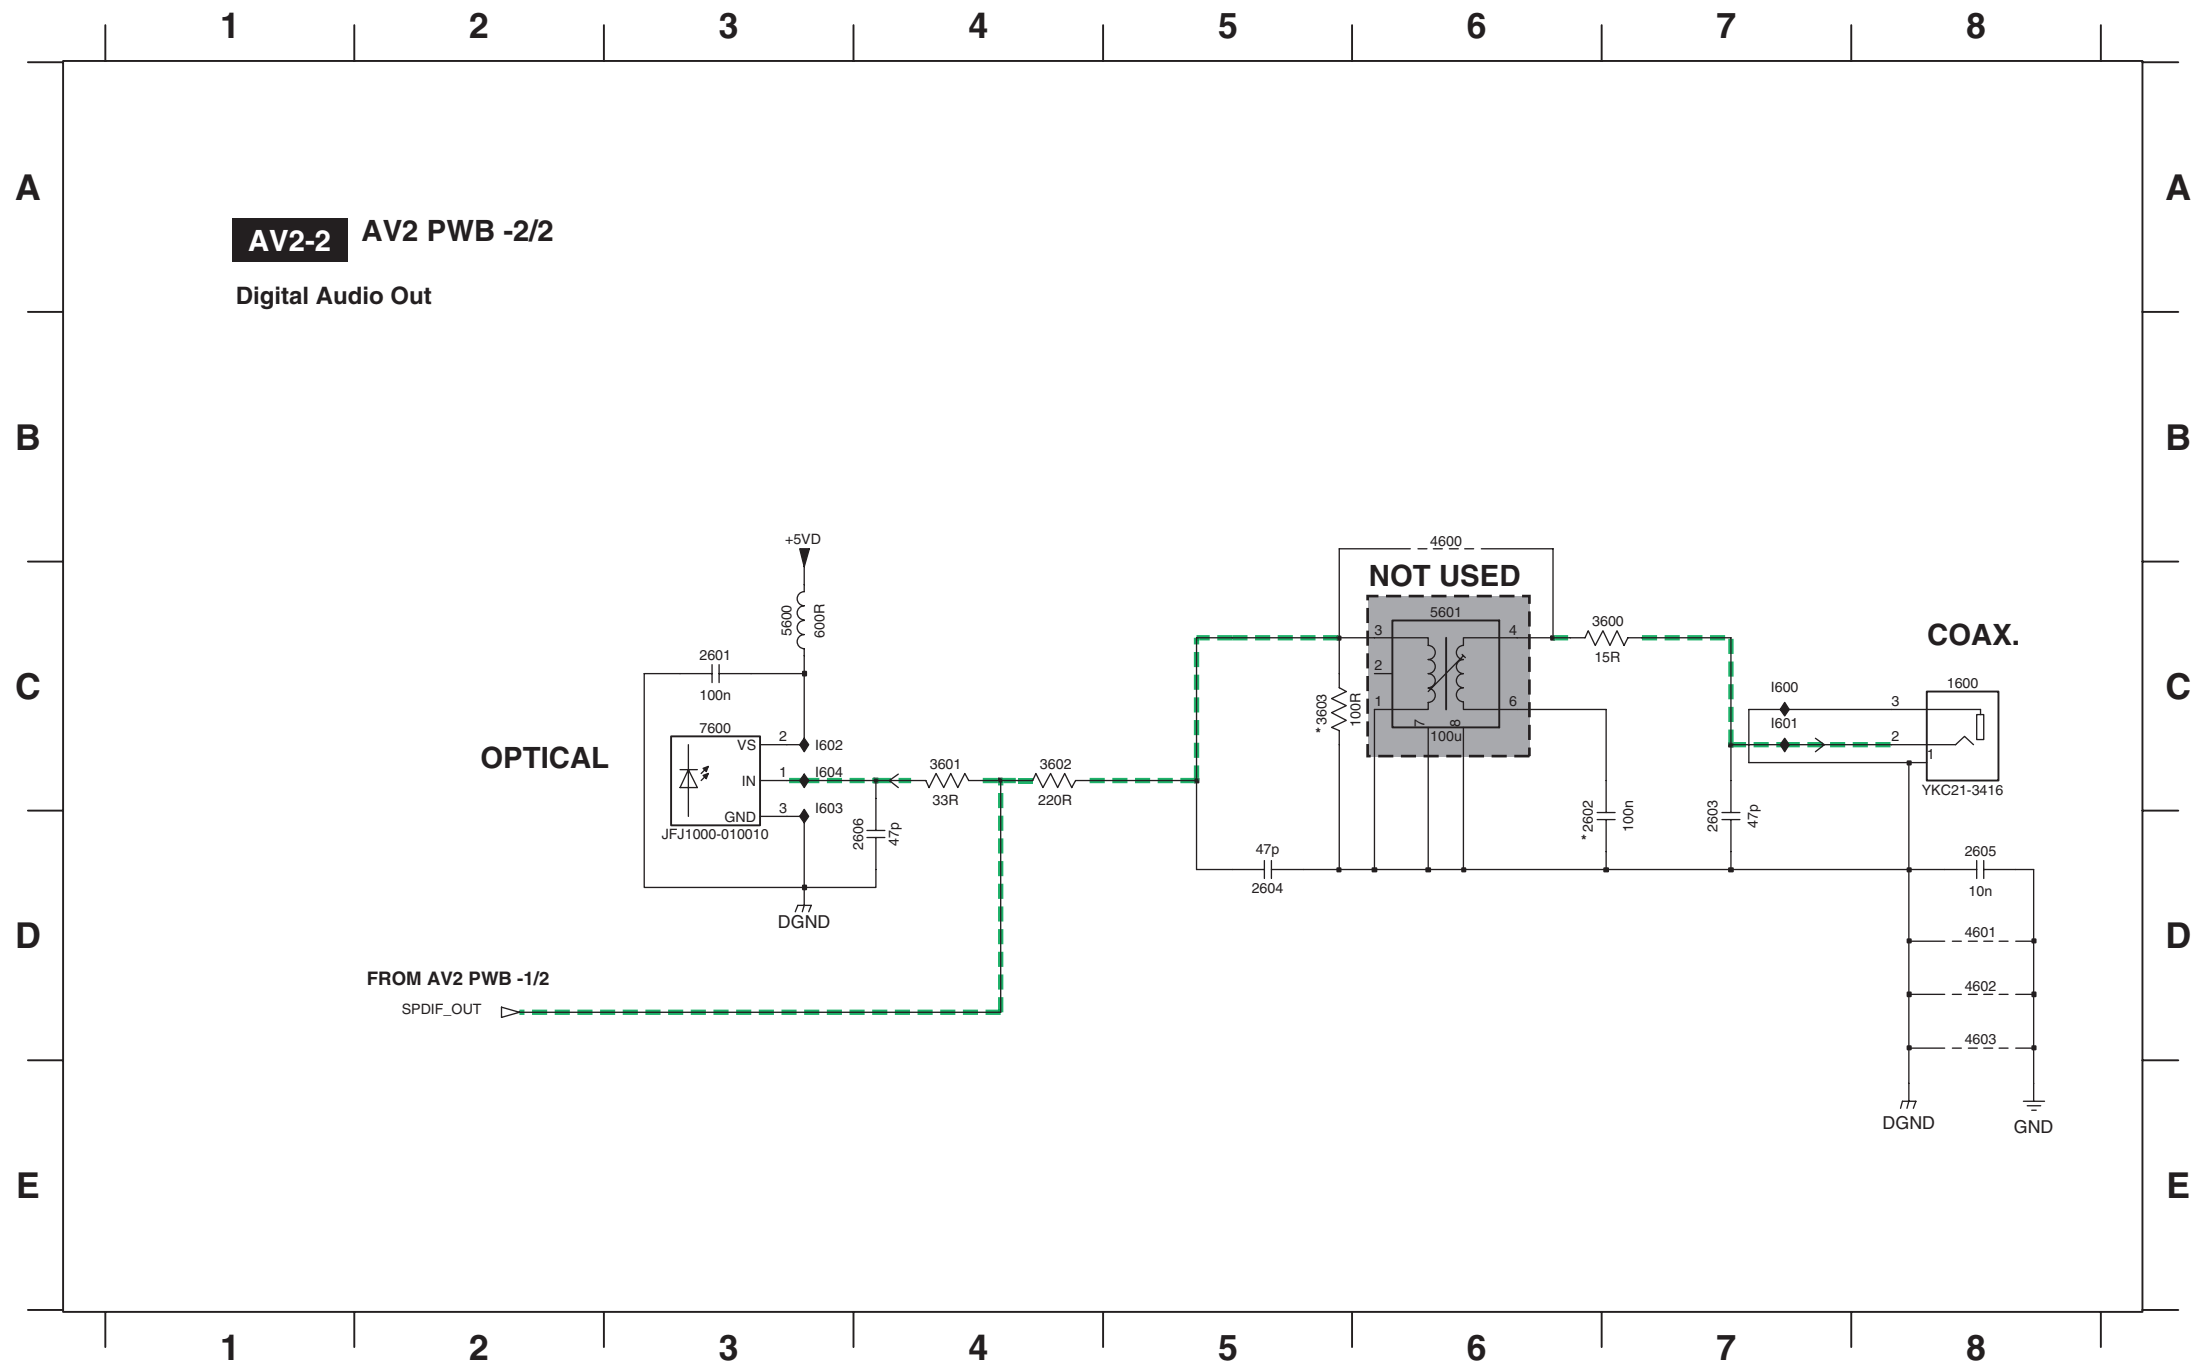 1 2 3 4 5 6 7 8
A A
AV2-2 AV2 PWB -2/2
Digital Audio Out
B B
+5VD
4600
NOT USED
5600 600R
5601
3 4
3600
15R
COAX.
2601
100n
2
C C
*3603 100R
1 6
7 8
100u
I600
I601
1600
3
2
1
YKC21-3416
OPTICAL
7600
VS 2 I602
IN 1 I604
GND 3 I603
JFJ1000-010010
3601
33R
3602
220R
2606 47p
*2602 100n
2603 47p
47p
2604
2605
10n
DGND
D D
4601
FROM AV2 PWB -1/2
SPDIF_OUT
4602
4603
DGND
GND
E E
1 2 3 4 5 6 7 8